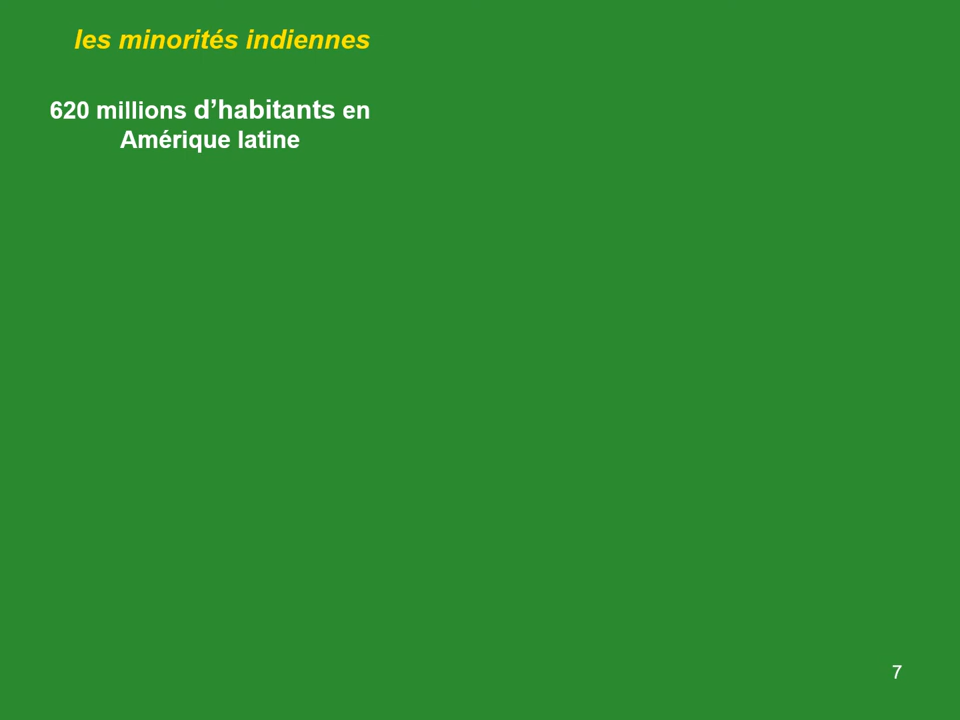 les minorités indiennes
620 millions d’habitants en
Amérique latine
7